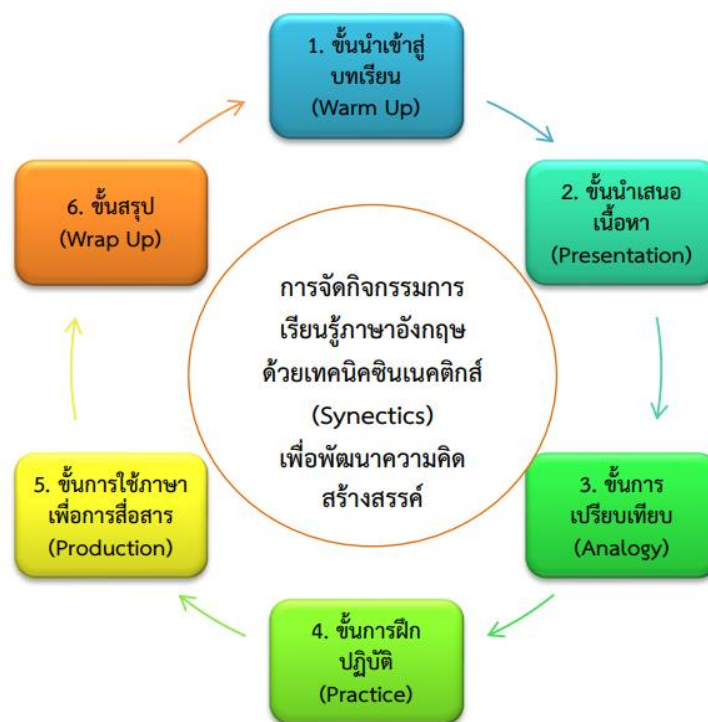 1. ขั้นนำเข้าสู่
บทเรียน
(Warm Up)
2. ขั้นนำเสนอ
เนื้อหา
(Presentation)
3. ขั้นการ
เปรียบเทียบ
(Analogy)
4. ขั้นการฝึก
ปฏิบัติ
(Practice)
5. ขั้นการใช้ภาษา
เพื่อการสื่อสาร
(Production)
6. ขั้นสรุป
(Wrap Up)
การจัดกิจกรรมการ
เรียนรู้ภาษาอังกฤษ
ด้วยเทคนิคซินเนคติกส์
(Synectics)
เพื่อพัฒนาความคิด
สร้างสรรค์